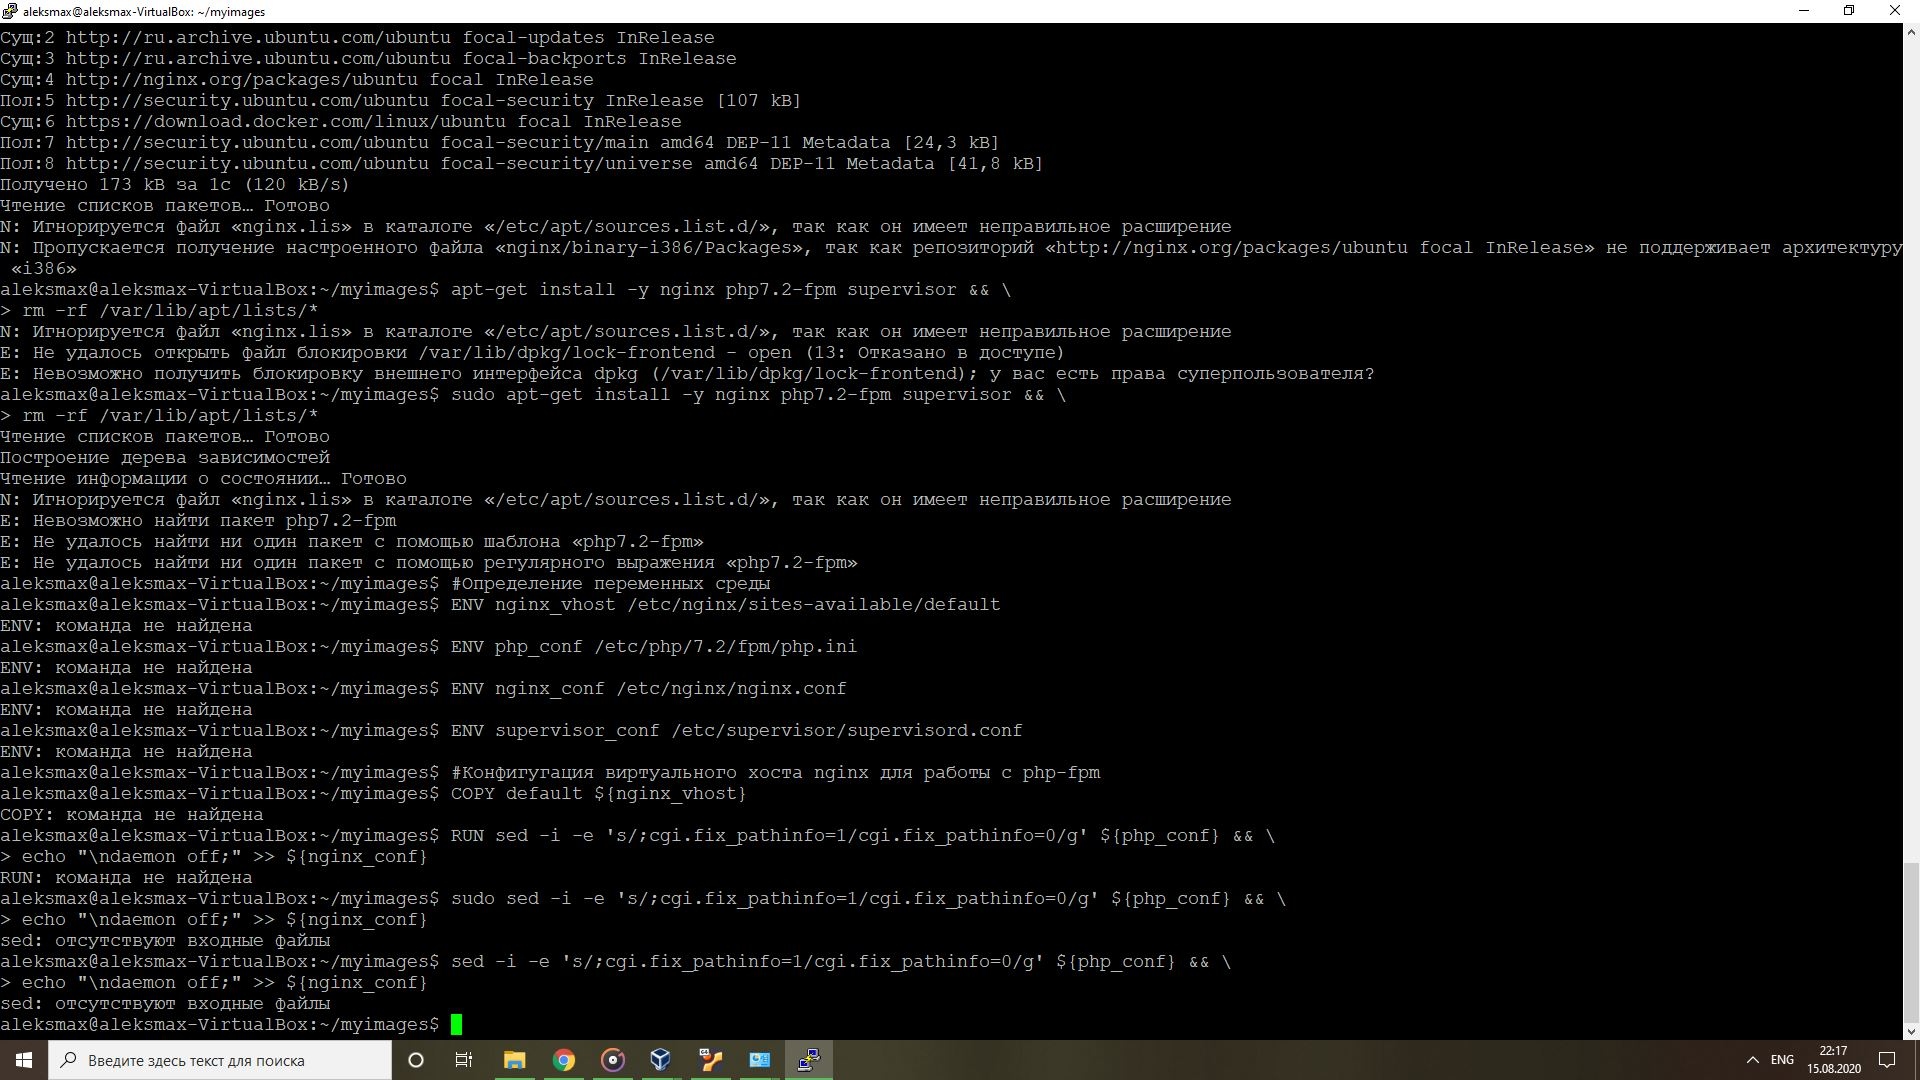 aleksmax@aleksmax-VirtualBox: ~/myimages
Сущ:2 http://ru.archive.ubuntu.com/ubuntu focal-updates InRelease
Сущ:3 http://ru.archive.ubuntu.com/ubuntu focal-backports InRelease
Сущ:4 http://nginx.org/packages/ubuntu focal InRelease
Пол:5 http://security.ubuntu.com/ubuntu focal-security InRelease [107 kB]
Сущ:6 https://download.docker.com/linux/ubuntu focal InRelease
Пол:7 http://security.ubuntu.com/ubuntu focal-security/main amd64 DEP-11 Metadata [24,3 kB]
Пол:8 http://security.ubuntu.com/ubuntu focal-security/universe amd64 DEP-11 Metadata [41,8 kB]
Получено 173 kB за 1с (120 kB/s)
Чтение списков пакетов… Готово
N: Игнорируется файл «nginx.lis» в каталоге «/etc/apt/sources.list.d/», так как он имеет неправильное расширение
N: Пропускается получение настроенного файла «nginx/binary-i386/Packages», так как репозиторий «http://nginx.org/packages/ubuntu focal InRelease» не поддерживает архитектуру
«i386»
aleksmax@aleksmax-VirtualBox:~/myimages$ apt-get install -y nginx php7.2-fpm supervisor && \
> rm -rf /var/lib/apt/lists/*
N: Игнорируется файл «nginx.lis» в каталоге «/etc/apt/sources.list.d/», так как он имеет неправильное расширение
E: Не удалось открыть файл блокировки /var/lib/dpkg/lock-frontend - open (13: Отказано в доступе)
E: Невозможно получить блокировку внешнего интерфейса dpkg (/var/lib/dpkg/lock-frontend); у вас есть права суперпользователя?
aleksmax@aleksmax-VirtualBox:~/myimages$ sudo apt-get install -y nginx php7.2-fpm supervisor && \
> rm -rf /var/lib/apt/lists/*
Чтение списков пакетов… Готово
Построение дерева зависимостей
Чтение информации о состоянии… Готово
N: Игнорируется файл «nginx.lis» в каталоге «/etc/apt/sources.list.d/», так как он имеет неправильное расширение
E: Невозможно найти пакет php7.2-fpm
E: Не удалось найти ни один пакет с помощью шаблона «php7.2-fpm»
E: Не удалось найти ни один пакет с помощью регулярного выражения «php7.2-fpm»
aleksmax@aleksmax-VirtualBox:~/myimages$ #Определение переменных среды
aleksmax@aleksmax-VirtualBox:~/myimages$ ENV nginx_vhost /etc/nginx/sites-available/default
ENV: команда не найдена
aleksmax@aleksmax-VirtualBox:~/myimages$ ENV php_conf /etc/php/7.2/fpm/php.ini
ENV: команда не найдена
aleksmax@aleksmax-VirtualBox:~/myimages$ ENV nginx_conf /etc/nginx/nginx.conf
ENV: команда не найдена
aleksmax@aleksmax-VirtualBox:~/myimages$ ENV supervisor_conf /etc/supervisor/supervisord.conf
ENV: команда не найдена
aleksmax@aleksmax-VirtualBox:~/myimages$ #Конфигугация виртуального хоста nginx для работы с php-fpm
aleksmax@aleksmax-VirtualBox:~/myimages$ COPY default ${nginx_vhost}
COPY: команда не найдена
aleksmax@aleksmax-VirtualBox:~/myimages$ RUN sed -i -e 's/;cgi.fix_pathinfo=1/cgi.fix_pathinfo=0/g' ${php_conf} && \
> echo "\ndaemon off;" >> ${nginx_conf}
RUN: команда не найдена
aleksmax@aleksmax-VirtualBox:~/myimages$ sudo sed -i -e 's/;cgi.fix_pathinfo=1/cgi.fix_pathinfo=0/g' ${php_conf} && \
> echo "\ndaemon off;" >> ${nginx_conf}
sed: отсутствуют входные файлы
aleksmax@aleksmax-VirtualBox:~/myimages$ sed -i -e 's/;cgi.fix_pathinfo=1/cgi.fix_pathinfo=0/g' ${php_conf} && \
> echo "\ndaemon off;" >> ${nginx_conf}
sed: отсутствуют входные файлы
aleksmax@aleksmax-VirtualBox:~/myimages$
Введите здесь текст для поиска
ENG
22:17
15.08.2020